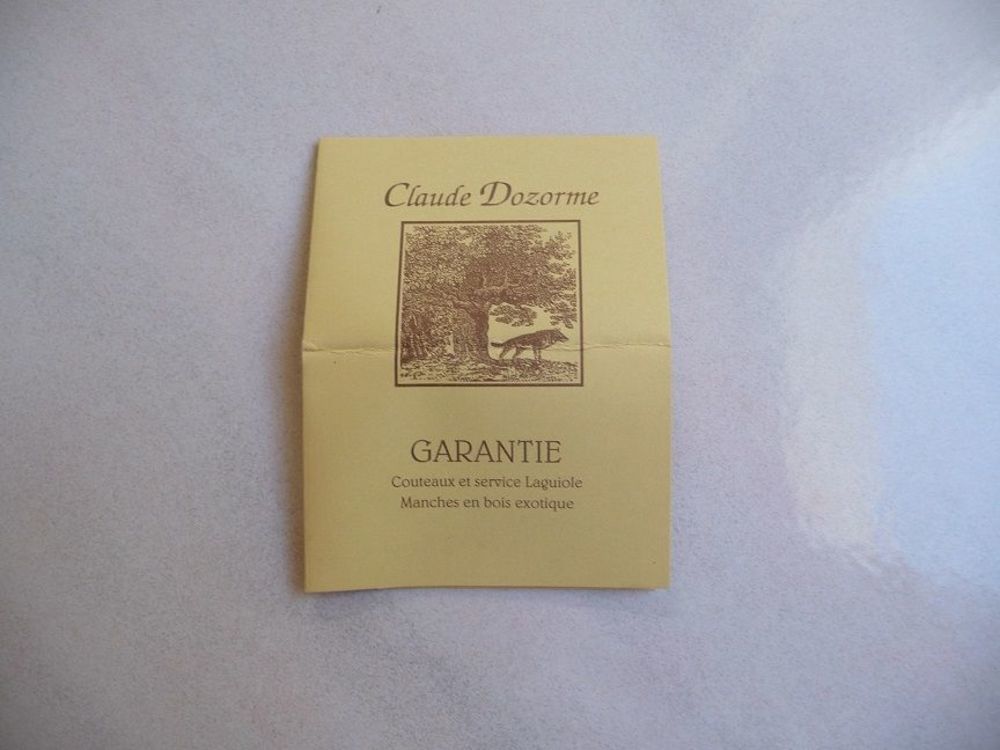 Claude Dozorme
GARANTIE
Couteaux et service Laguiole
Manches en bois exotique